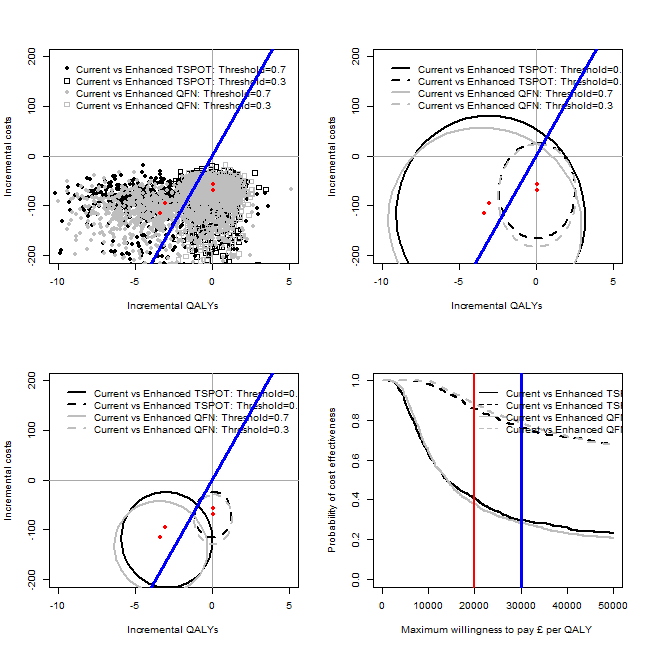 200
100
0
-100
-200
Incremental costs
Current vs Enhanced TSPOT: Threshold=0.7
Current vs Enhanced TSPOT: Threshold=0.3
Current vs Enhanced QFN: Threshold=0.7
Current vs Enhanced QFN: Threshold=0.3
-10
-5
0
5
Incremental QALYs
200
100
0
-100
-200
Incremental costs
Current vs Enhanced TSPOT: Threshold=0.
Current vs Enhanced TSPOT: Threshold=0.
Current vs Enhanced QFN: Threshold=0.7
Current vs Enhanced QFN: Threshold=0.3
-10
-5
0
5
Incremental QALYs
200
100
0
-100
-200
Incremental costs
Current vs Enhanced TSPOT: Threshold=0.
Current vs Enhanced TSPOT: Threshold=0.
Current vs Enhanced QFN: Threshold=0.7
Current vs Enhanced QFN: Threshold=0.3
-10
-5
0
5
Incremental QALYs
1.0
0.8
0.6
0.4
0.2
0.0
Probability of cost effectiveness
Current vs Enhanced TSI
Current vs Enhanced TSI
Current vs Enhanced QFI
Current vs Enhanced QFI
0
10000
20000
30000
40000
50000
Maximum willingness to pay £ per QALY